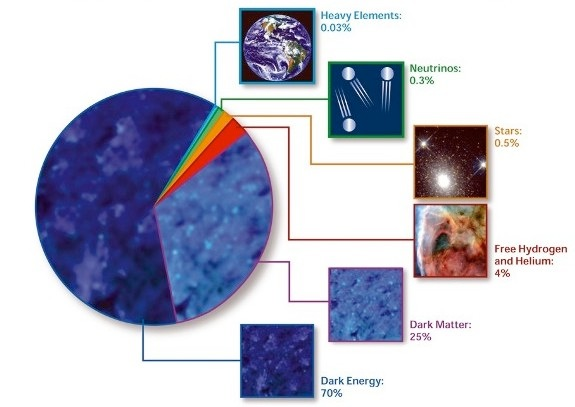 Heavy Elements:
0.03%
Neutrinos:
0.3%
Stars:
0.5%
Free Hydrogen
and Helium:
4%
Dark Matter:
25%
Dark Energy:
70%